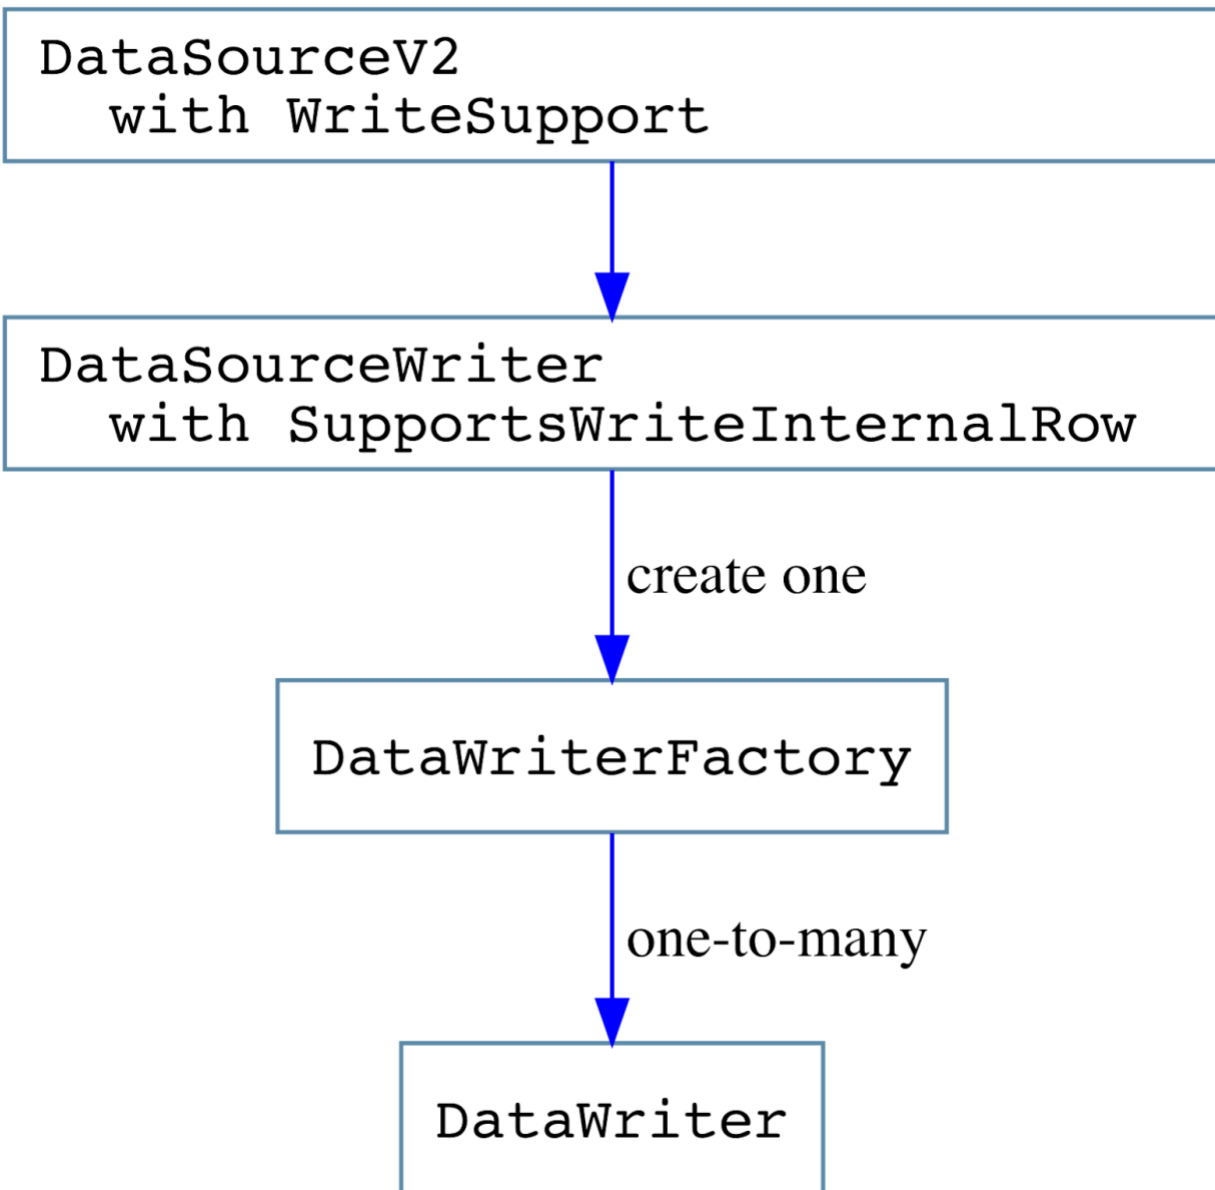 DataSourceV2
with WriteSupport
DataSourceWriter
with SupportsWriteInternalRow
create one
DataWriterFactory
one-to-many
DataWriter